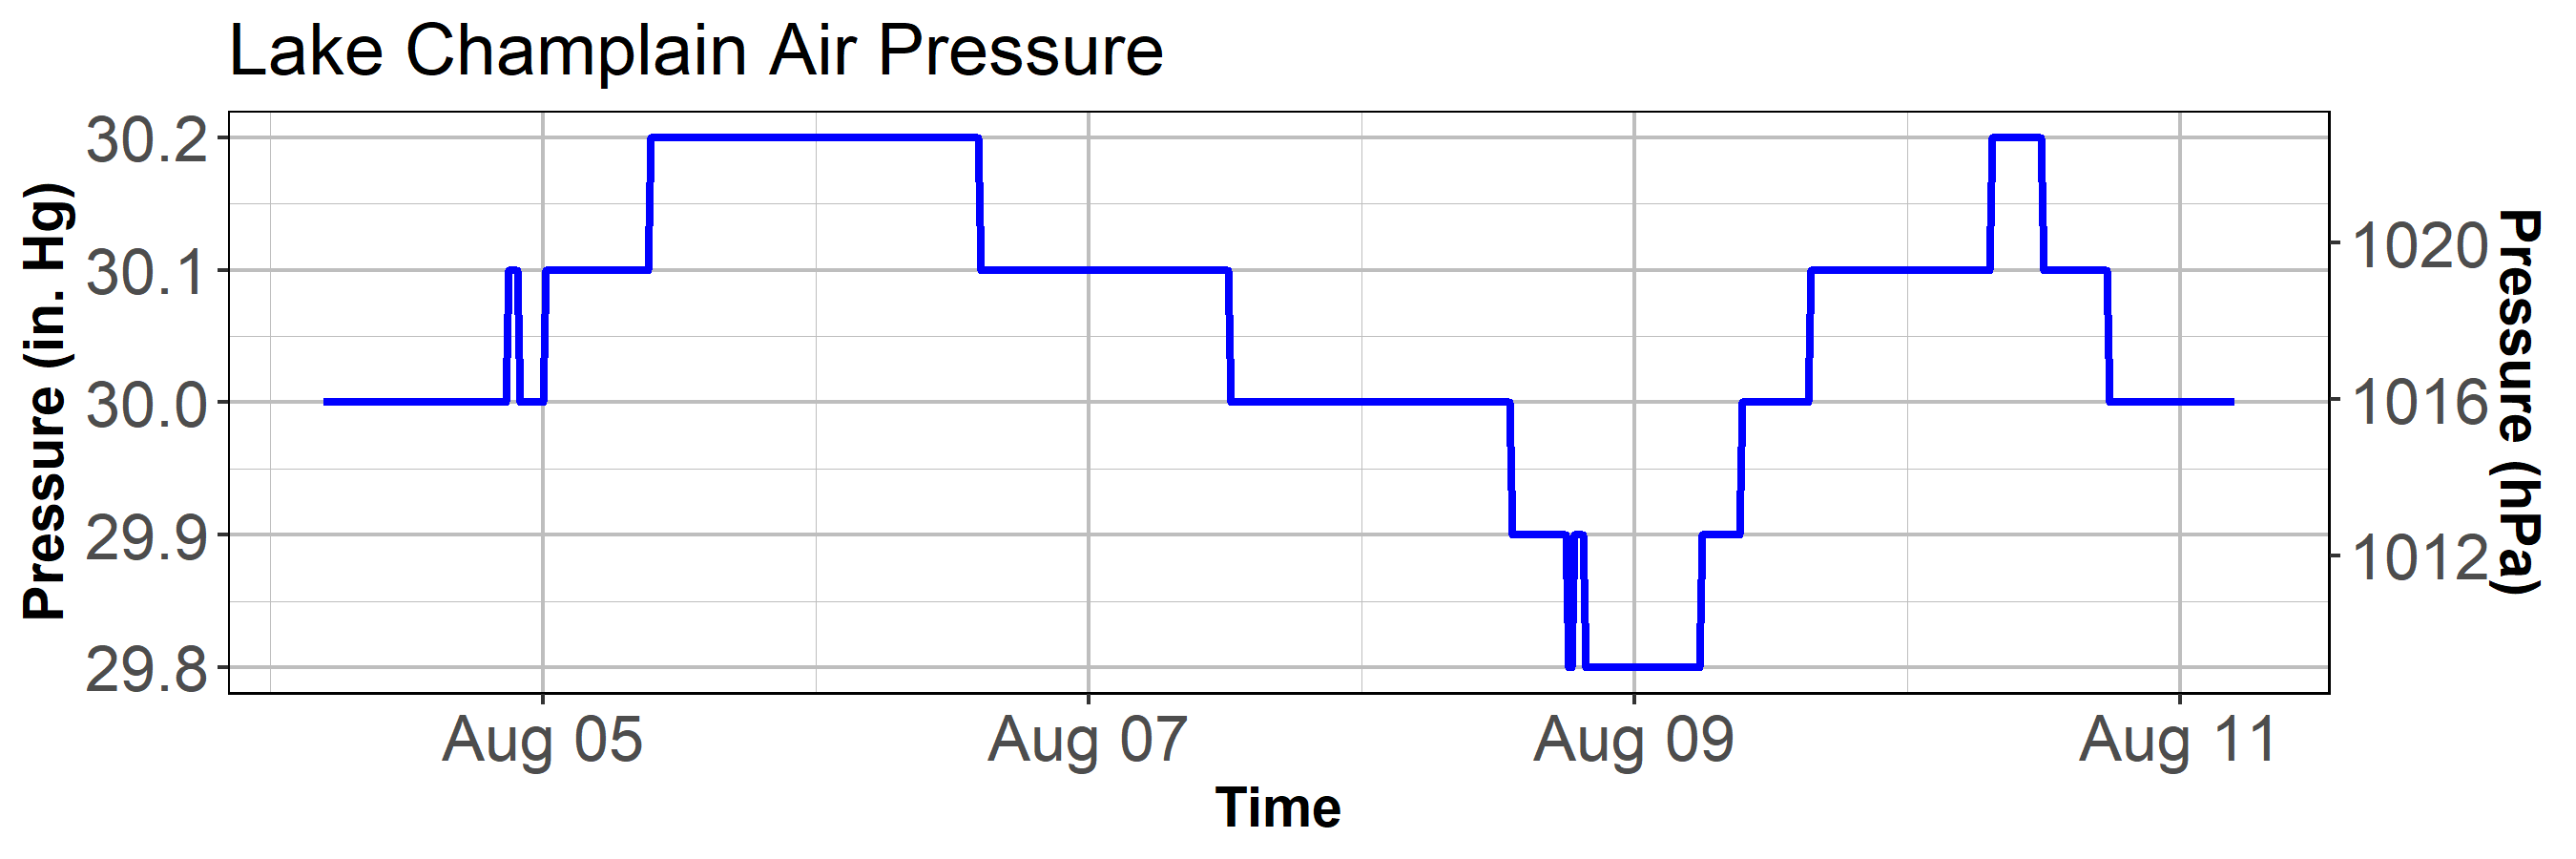 Lake Champlain Air Pressure
Pressure (in. Hg)
30.2
30.1
30.0
29.9
29.8
1020
1016
1012
Pressure (hPa)
Aug 05 Aug 07 Aug 09 Aug 11
Time